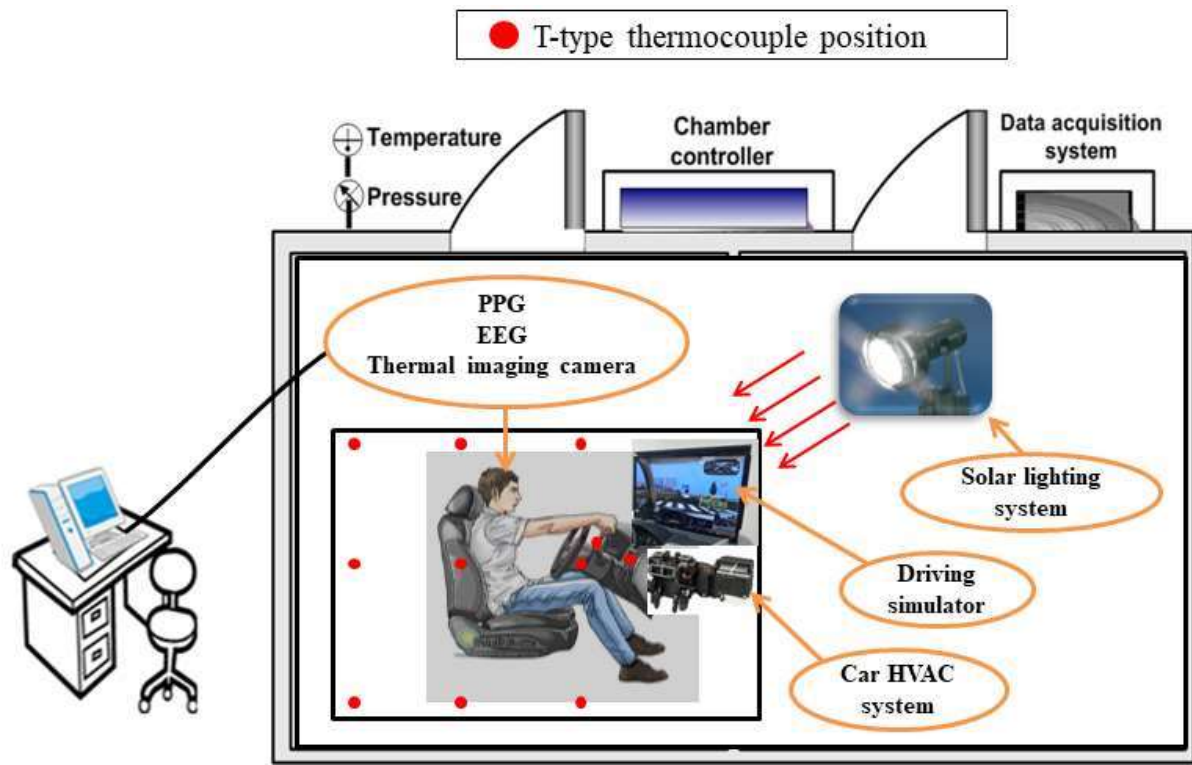 T-type thermocouple position
Temperature
Pressure
Chamber
controller
Data acquisition
system
PPG
EEG
Thermal imaging camera
Solar lighting
system
Driving
simulator
Car HVAC
system